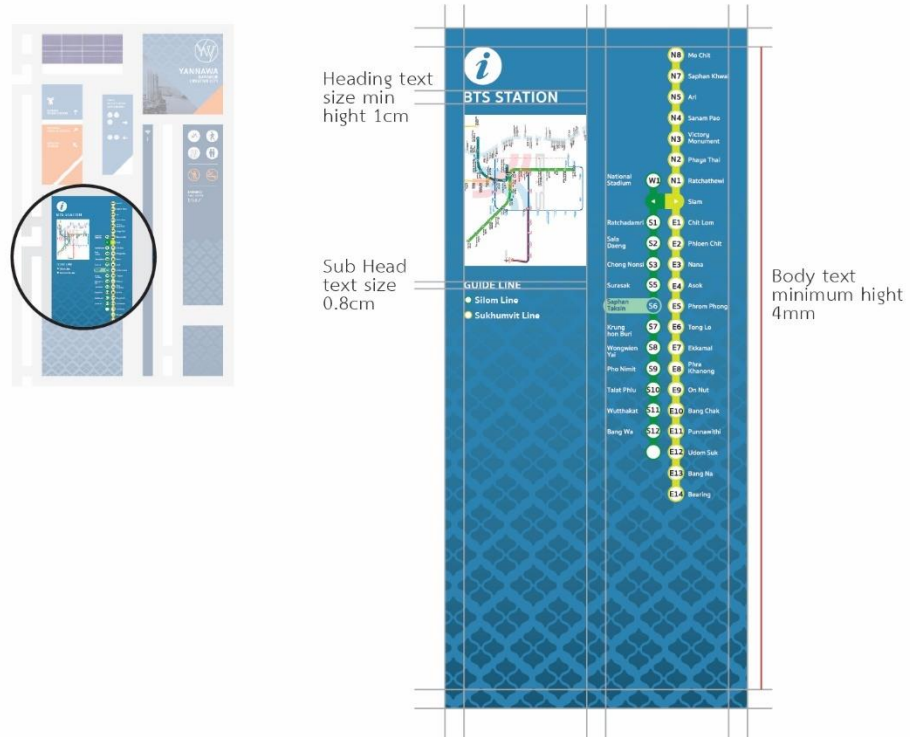 YANNAWA
Heading text
size min
hight 1cm
Sub Head
text size
0.8cm
Body text
minimum hight
4mm
i
BTS STATION
GUIDE LINE
Silom Line
Sukhumvit Line
N8 Mo Chit
N7 Saphan Khwai
N5 Ari
N4 Sanam Pao
N3 Victory
Monument
N2 Phaya Thai
National
Stadium W1
N1 Ratchathewi
Siam
Ratchadamri S1
E1 Chit Lom
Sala
Daeng S2
E2 Phloen Chit
Chong Nonsi S3
E3 Nana
Surasak S5
E4 Asok
Saphan
Taksin S6
E5 Phrom Phong
Krung
hon Buri S7
E6 Tong Lo
Wongwien
Yai S8
E7 Ekkamai
Pho Nimit S9
E8 Phra
Khanong
Talat Phlu S10
E9 On Nut
Wutthakat S11
E10 Bang Chak
Bang Wa S12
E11 Punnawithi
E12 Udom Suk
E13 Bang Na
E14 Bearing